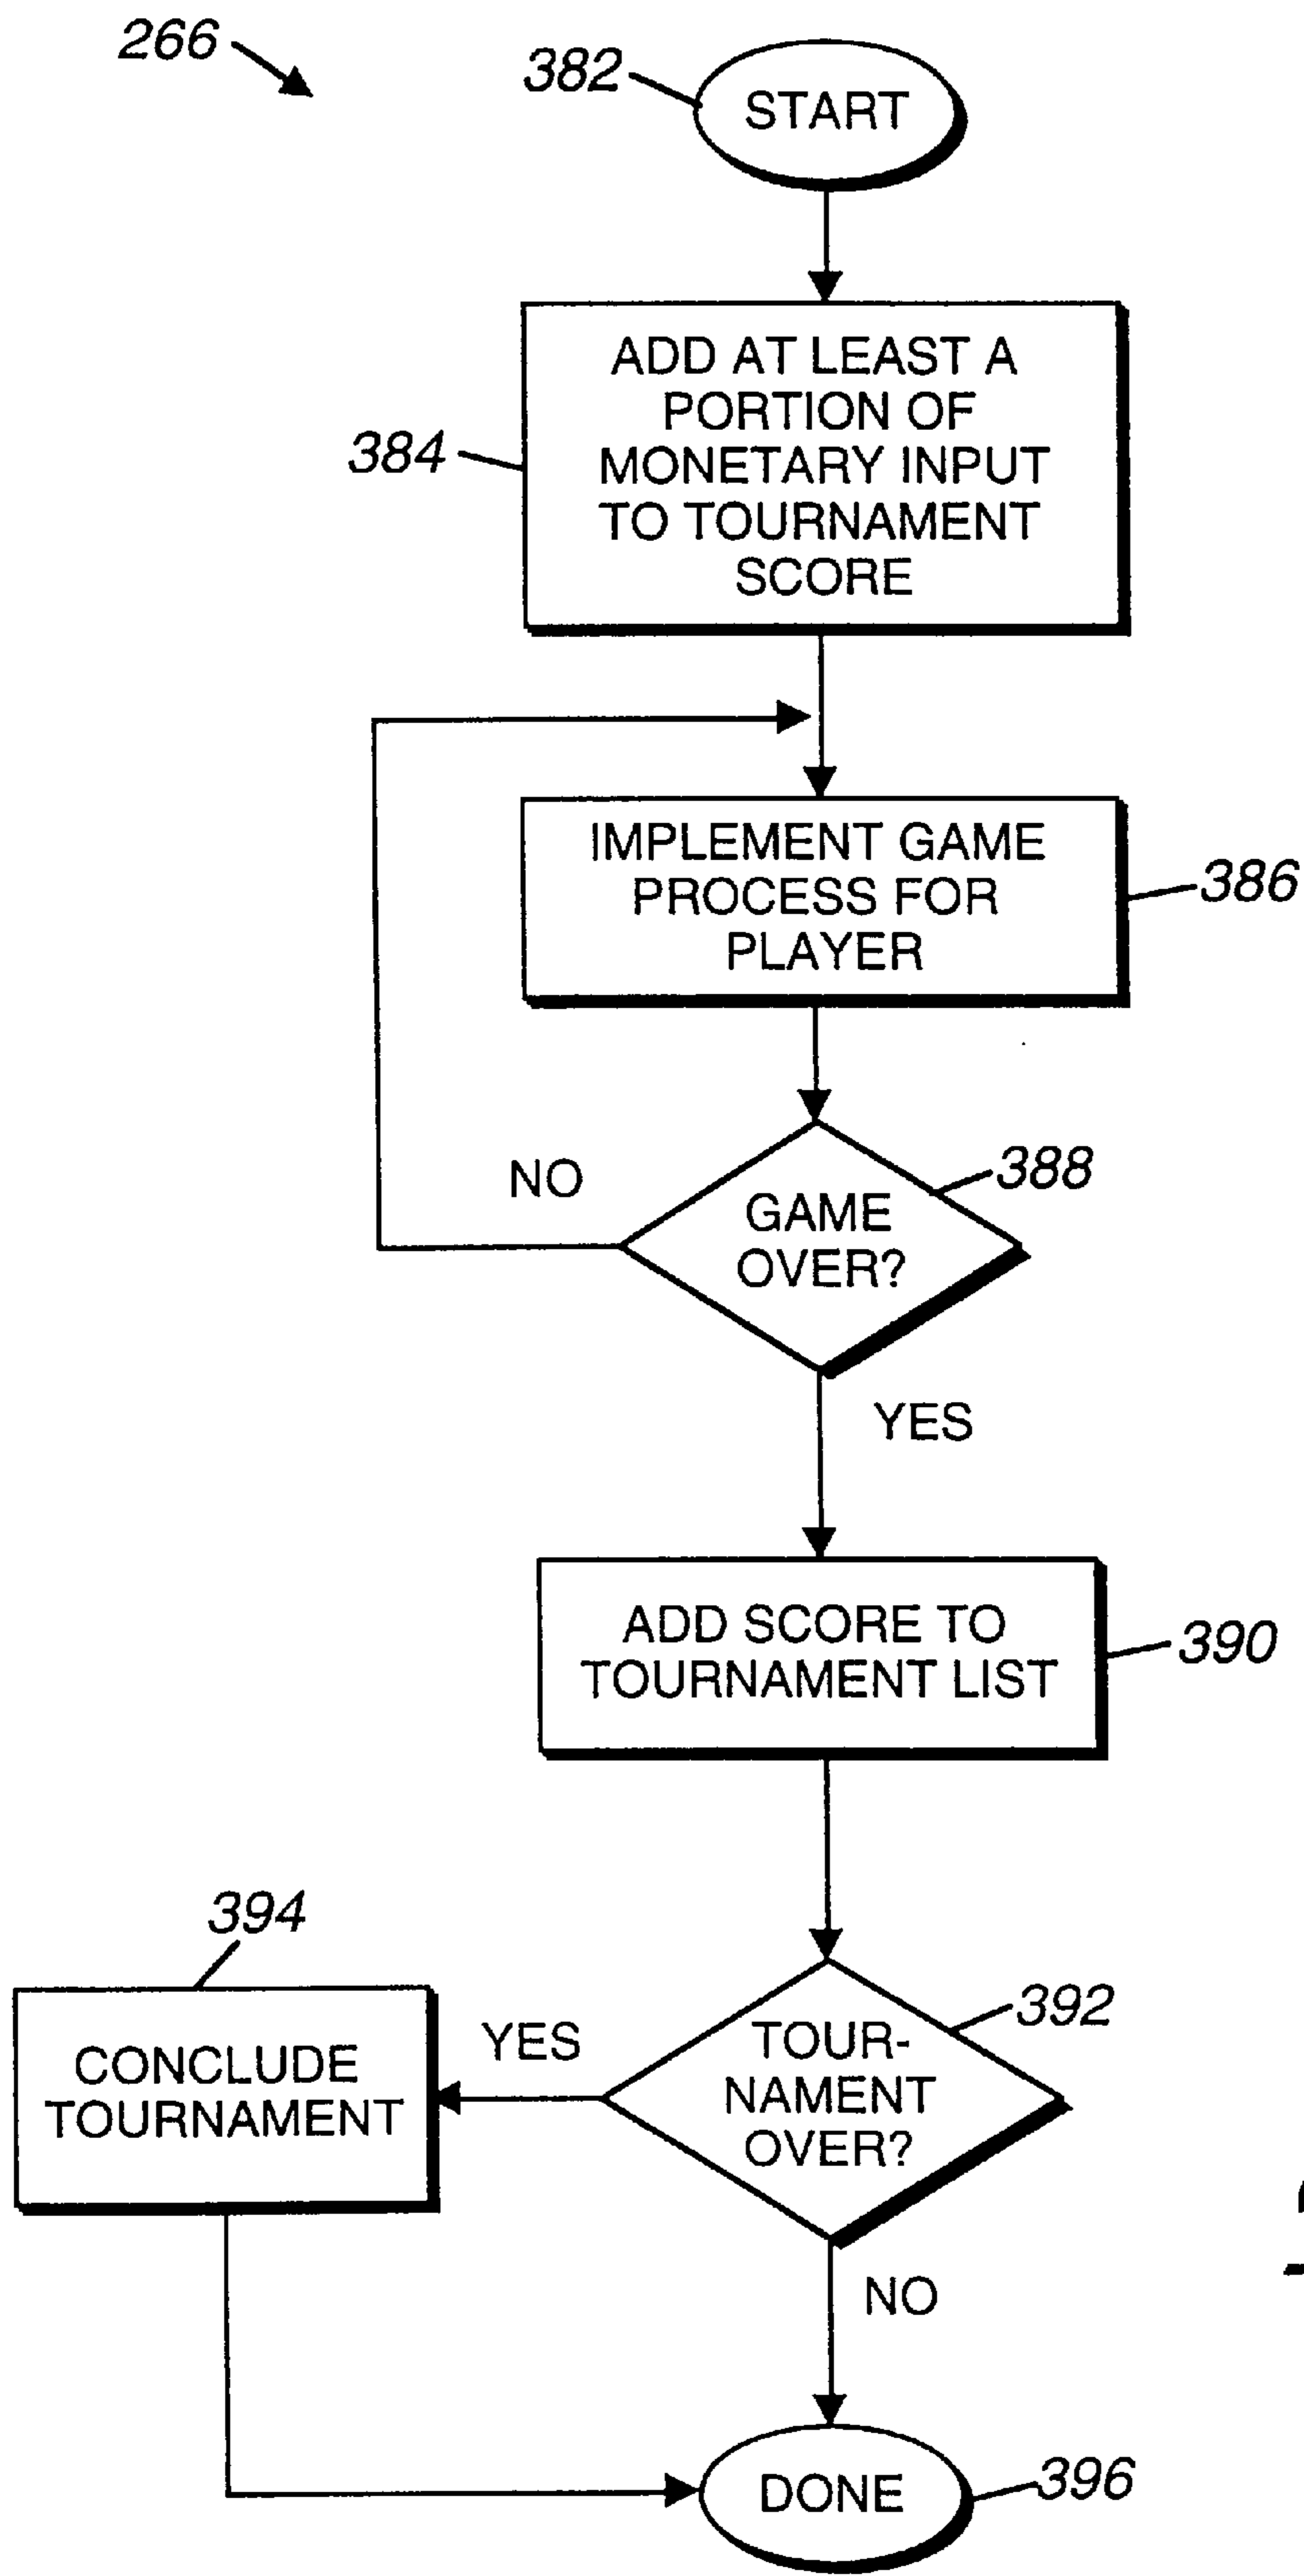 266
382
START
ADD AT LEAST A
PORTION OF
MONETARY INPUT
TO TOURNAMENT
SCORE
384
IMPLEMENT GAME
PROCESS FOR
PLAYER
386
NO
388
GAME
OVER?
YES
ADD SCORE TO
TOURNAMENT LIST
390
394
392
CONCLUDE
TOURNAMENT
YES
TOUR-
NAMENT
OVER?
NO
DONE
396